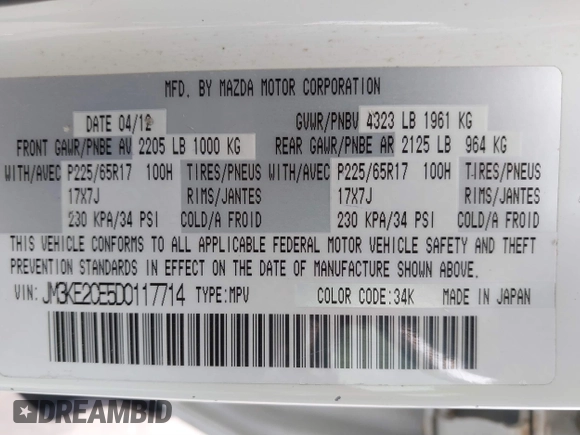 MFD. BY MAZDA MOTOR CORPORATION
DATE 04/12 GVWR/PNBV 4323 LB 1961 KG
FRONT GAWR/PNBE AV 2205 LB 1000 KG REAR GAWR/PNBE AR 2125 LB 964 KG
WITH/AVEC P225/65R17 100H TIRES/PNEUS WITH/AVEC P225/65R17 100H TIRES/PNEUS
17X7J RIMS/JANTES 17X7J RIMS/JANTES
230 KPA/34 PSI COLD/A FROID 230 KPA/34 PSI COLD/A FROID
THIS VEHICLE CONFORMS TO ALL APPLICABLE FEDERAL MOTOR VEHICLE SAFETY AND THEFT
PREVENTION STANDARDS IN EFFECT ON THE DATE OF MANUFACTURE SHOWN ABOVE.
VIN: JM3KE2CE5D0117714 TYPE:MPV COLOR CODE:34K MADE IN JAPAN
DREAMBID